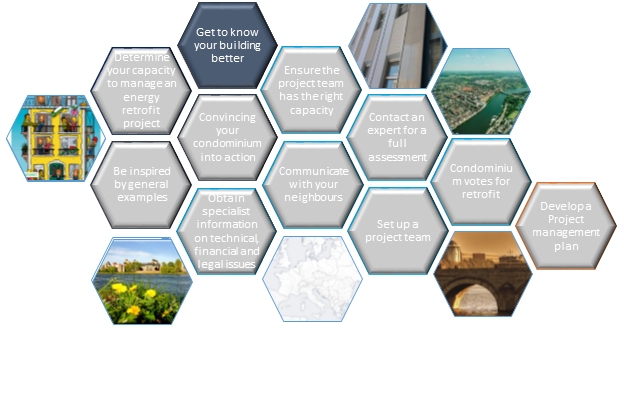 Get to know
your building
better
Determine
your capacity
to manage an
energy
retrofit
project
Ensure the
project team
has the right
capacity
Convincing
your
condominium
into action
Contact an
expert for a
full
assessment
Be inspired
by general
examples
Communicate
with your
neighbours
Condominiu
m votes for
retrofit
Obtain
specialist
information
on technical,
financial and
legal issues
Set up a
project team
Develop a
Project
management
plan